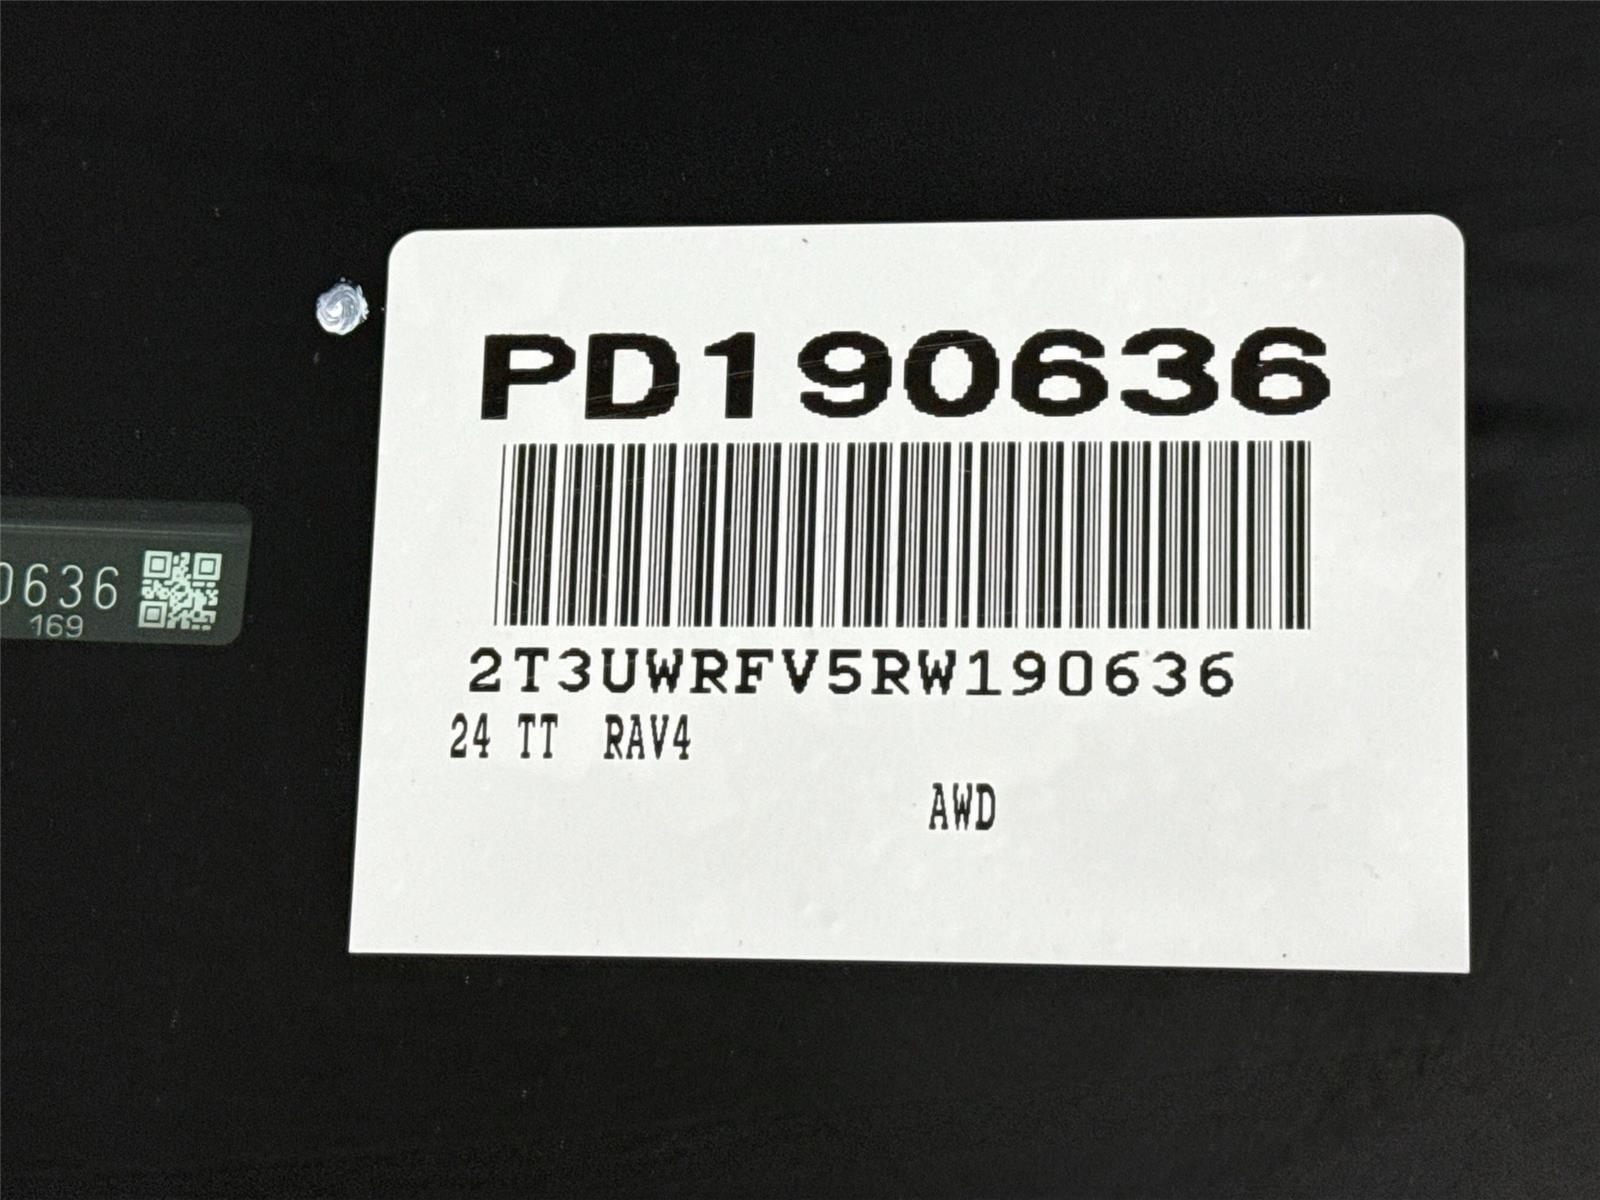 PD190636
2T3UWRFV5RW190636
24 TT RAV4
AWD
0636
169